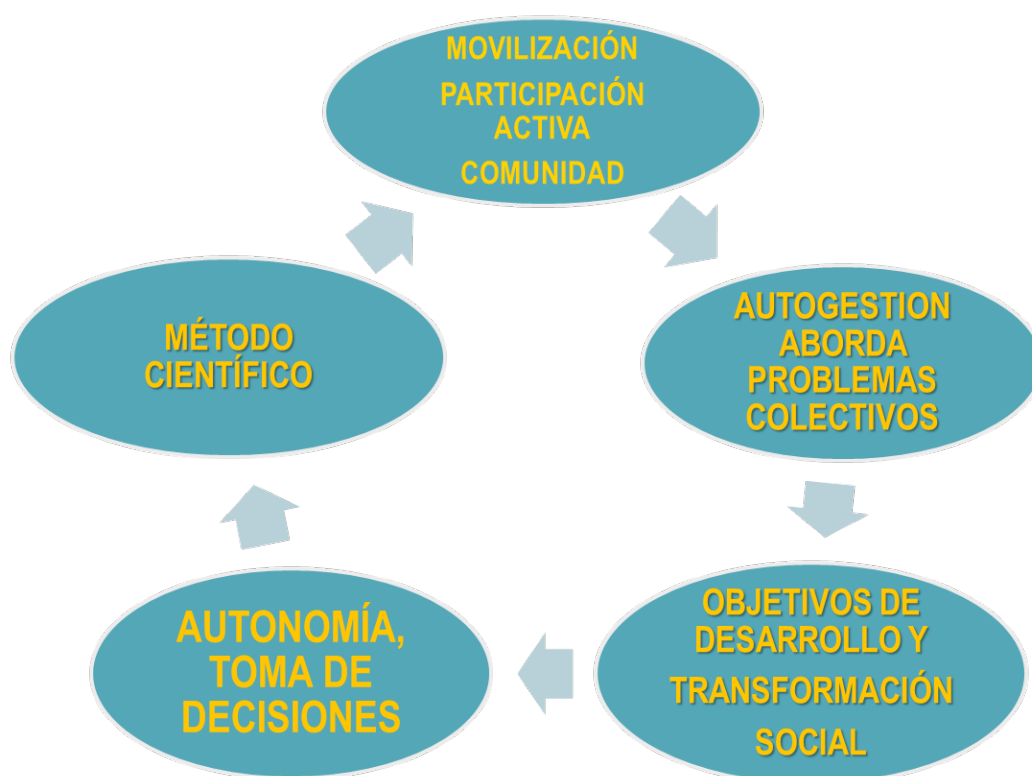 MOVILIZACIÓN
PARTICIPACIÓN
ACTIVA
COMUNIDAD
AUTOGESTION
ABORDA
PROBLEMAS
COLECTIVOS
OBJETIVOS DE
DESARROLLO Y
TRANSFORMACIÓN
SOCIAL
AUTONOMÍA,
TOMA DE
DECISIONES
MÉTODO
CIENTÍFICO